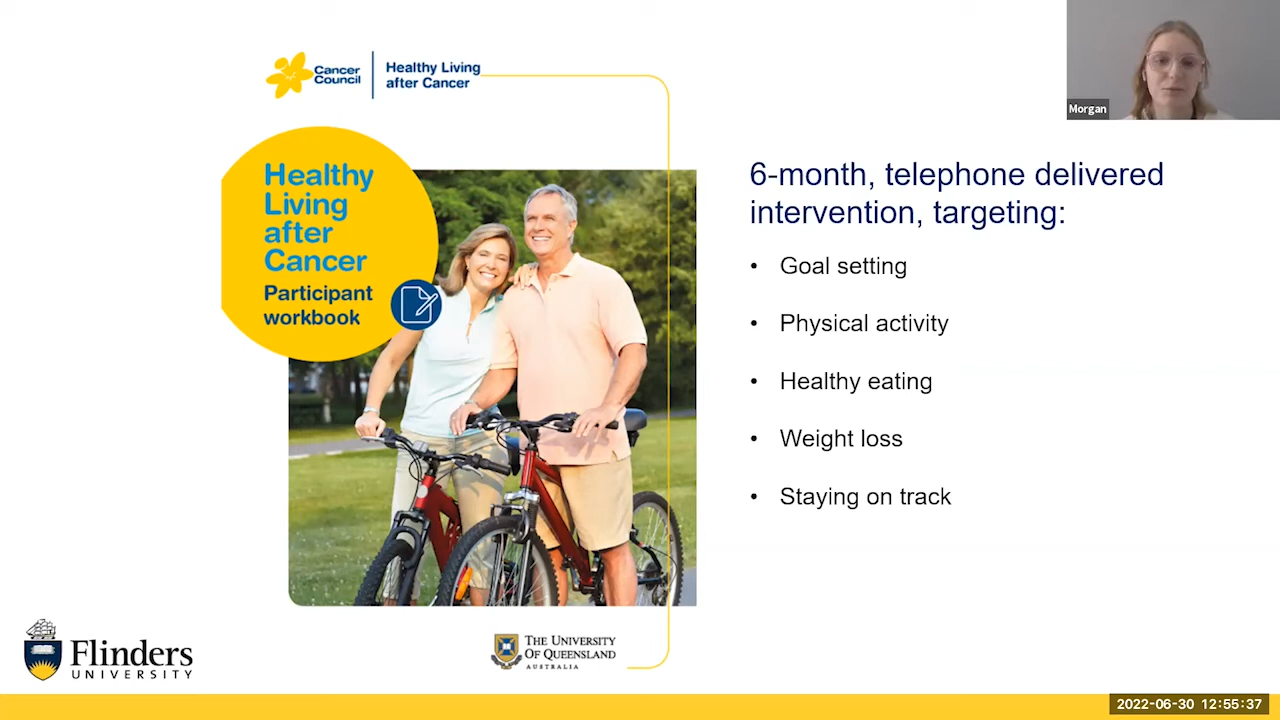 Cancer
Council
Healthy Living
after Cancer
Morgan
Healthy
Living
after
Cancer
Participant
workbook
6-month, telephone delivered
intervention, targeting:
• Goal setting
• Physical activity
• Healthy eating
• Weight loss
• Staying on track
Flinders
UNIVERSITY
THE UNIVERSITY
OF QUEENSLAND
AUSTRALIA
2022-06-30 12:55:37